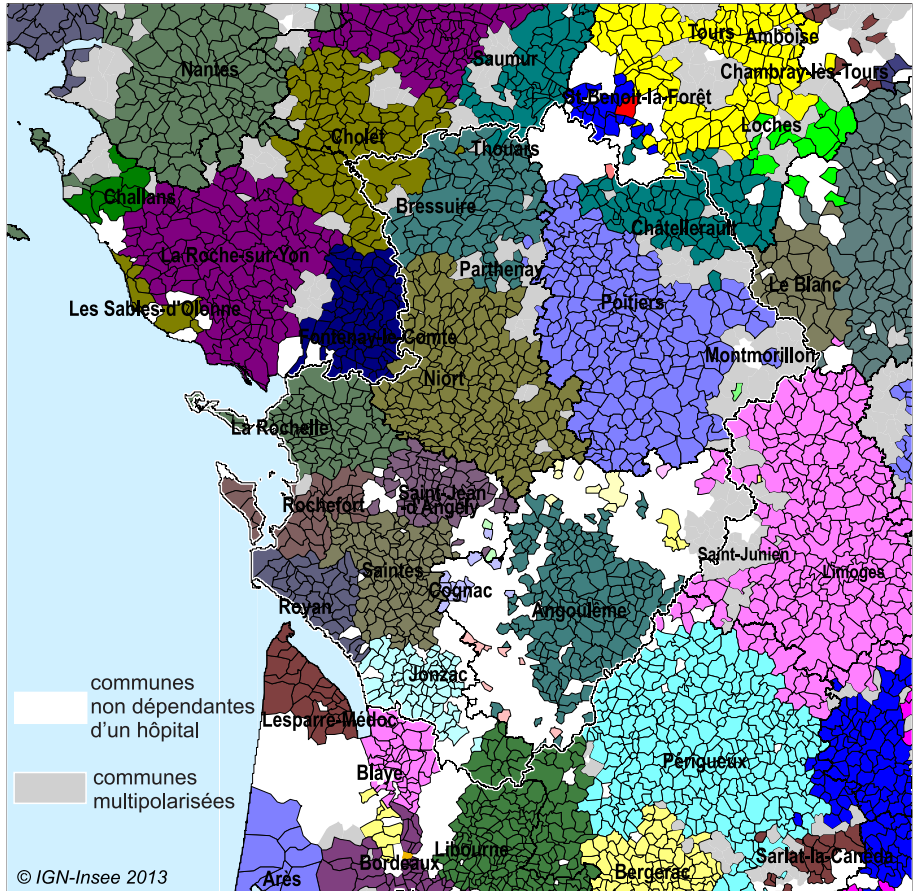 Tours
Amboise
Saumur
Nantes
Chambray-lès-Tours
St-Benoît-la-Forêt
Loches
Cholet
Thouars
Challans
Bressuire
Châtellerault
La Roche-sur-Yon
Parthenay
Le Blanc
Poitiers
Les Sables-d'Olonne
Fontenay-le-Comte
Montmorillon
Niort
La Rochelle
Saint-Jean
-d'Angély
Rochefort
Saint-Junien
Saintes
Limoges
Cognac
Angoulême
Royan
Jonzac
communes
non dépendantes
d'un hôpital
Lesparre-Médoc
Périgueux
Blaye
communes
multipolarisées
Libourne
Sarlat-la-Canéda
Bordeaux
Bergerac
Arès
© IGN-Insee 2013